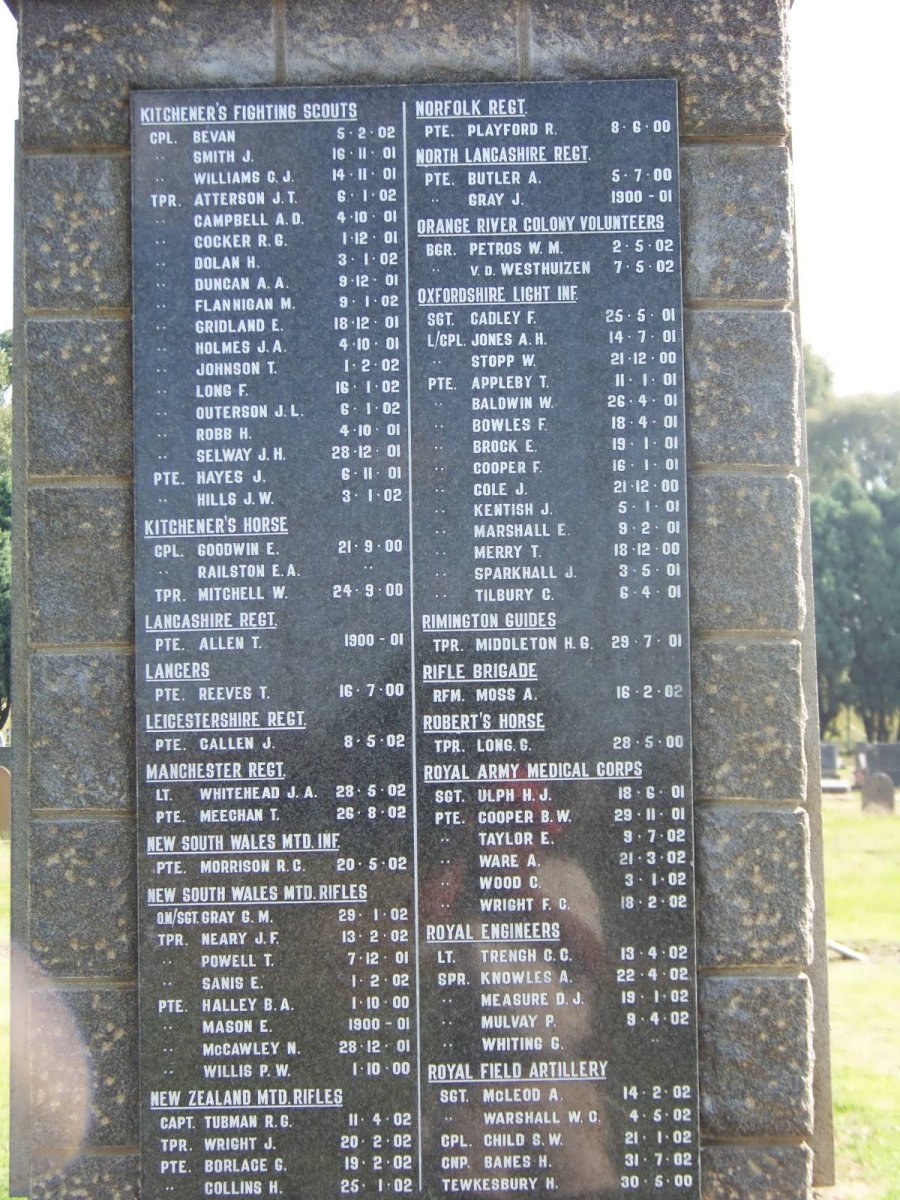 KITCHENER'S FIGHTING SCOUTS
CPL. BEVAN 5·2·02
" SMITH J. 16·11·01
" WILLIAMS C.J. 14·11·01
TPR. ATTERSON J.T. 6·1·02
" CAMPBELL A.D. 4·10·01
" COCKER R.G. 1·12·01
" DOLAN H. 3·1·02
" DUNCAN A.A. 9·12·01
" FLANNIGAN M. 9·1·02
" GRIDLAND E. 18·12·01
" HOLMES J.A. 4·10·01
" JOHNSON T. 1·2·02
" LONG F. 16·1·02
" OUTERSON J.L. 6·1·02
" ROBB H. 4·10·01
" SELWAY J.H. 28·12·01
PTE. HAYES J. 6·11·01
" HILLS J.W. 3·1·02
KITCHENER'S HORSE
CPL. GOODWIN E. 21·9·00
" RAILSTON E.A. "
TPR. MITCHELL W. 24·9·00
LANCASHIRE REGT.
PTE. ALLEN T. 1900-01
LANCERS
PTE. REEVES T. 16·7·00
LEICESTERSHIRE REGT.
PTE. CALLEN J. 8·5·02
MANCHESTER REGT.
LT. WHITEHEAD J.A. 28·5·02
PTE. MEECHAN T. 26·8·02
NEW SOUTH WALES MTD. INF.
PTE. MORRISON R.C. 20·5·02
NEW SOUTH WALES MTD. RIFLES
Q.M/SGT. GRAY G.M. 29·1·02
TPR. NEARY J.F. 13·2·02
" POWELL T. 7·12·01
" SANIS E. 1·2·02
PTE. HALLEY B.A. 1·10·00
" MASON E. 1900-01
" McCAWLEY N. 28·12·01
" WILLIS P.W. 1·10·00
NEW ZEALAND MTD. RIFLES
CAPT. TUBMAN R.G. 11·4·02
TPR. WRIGHT J. 20·2·02
PTE. BORLACE G. 19·2·02
" COLLINS H. 25·1·02
NORFOLK REGT.
PTE. PLAYFORD R. 8·6·00
NORTH LANCASHIRE REGT.
PTE. BUTLER A. 5·7·00
" GRAY J. 1900-01
ORANGE RIVER COLONY VOLUNTEERS
BGR. PETROS W.M. 2·5·02
" V.D. WESTHUIZEN 7·5·02
OXFORDSHIRE LIGHT INF.
SGT. CADLEY F. 25·5·01
L/CPL. JONES A.H. 14·7·01
" STOPP W. 21·12·00
PTE. APPLEBY T. 11·1·01
" BALDWIN W. 26·4·01
" BOWLES F. 18·4·01
" BROCK E. 19·1·01
" COOPER F. 16·1·01
" COLE J. 21·12·00
" KENTISH J. 5·1·01
" MARSHALL E. 9·2·01
" MERRY T. 18·12·00
" SPARKHALL J. 3·5·01
" TILBURY C. 6·4·01
RIMINGTON GUIDES
TPR. MIDDLETON H.G. 29·7·01
RIFLE BRIGADE
RFM. MOSS A. 16·2·02
ROBERT'S HORSE
TPR. LONG. C. 28·5·00
ROYAL ARMY MEDICAL CORPS
SGT. ULPH H.J. 18·6·01
PTE. COOPER B.W. 29·11·01
" TAYLOR E. 9·7·02
" WARE A. 21·3·02
" WOOD C. 3·1·02
" WRIGHT F.C. 18·2·02
ROYAL ENGINEERS
LT. TRENCH C.C. 13·4·02
SPR. KNOWLES A. 22·4·02
" MEASURE D.J. 19·1·02
" MULVAY P. 9·4·02
" WHITING G. "
ROYAL FIELD ARTILLERY
SGT. McLEOD A. 14·2·02
" WARSHALL W.C. 4·5·02
CPL. CHILD S.W. 21·1·02
GNR. BANES H. 31·7·02
TEWKESBURY H. 30·5·00